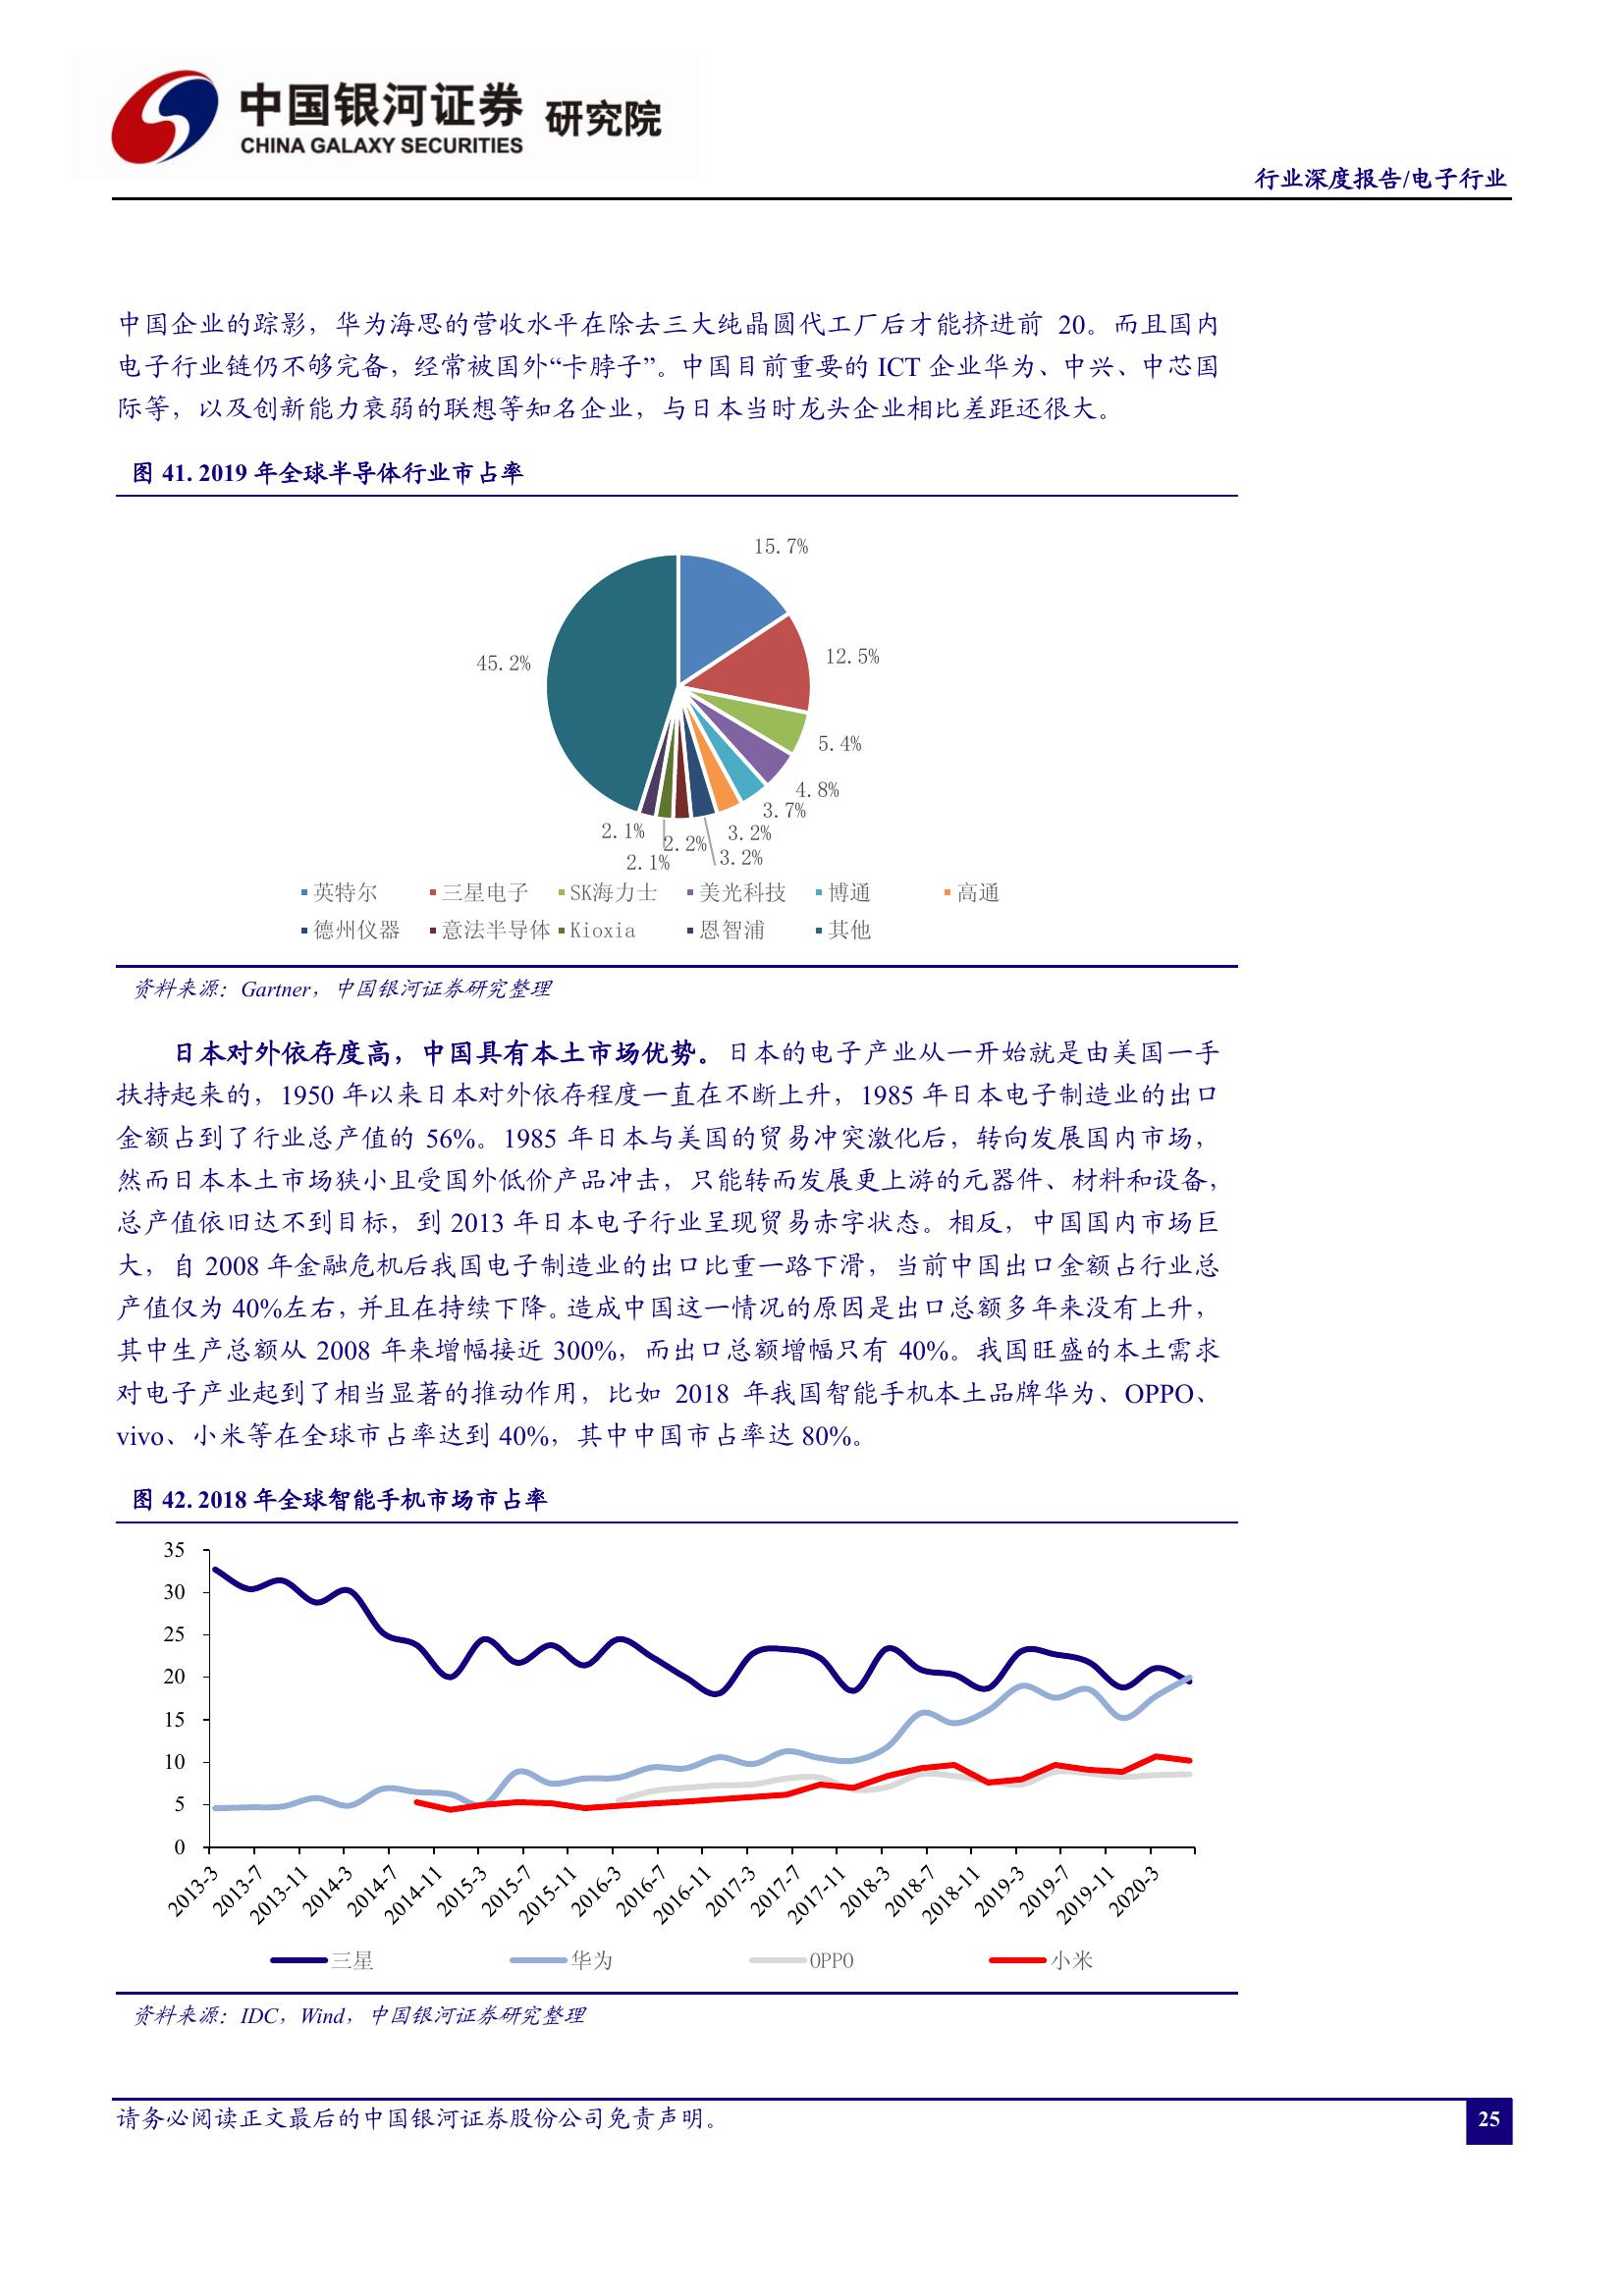 中国银河证券 研究院
CHINA GALAXY SECURITIES
行业深度报告/电子行业
中国企业的踪影，华为海思的营收水平在除去三大纯晶圆代工厂后才能挤进前 20。而且国内
电子行业链仍不够完备，经常被国外“卡脖子”。中国目前重要的 ICT 企业华为、中兴、中芯国
际等，以及创新能力衰弱的联想等知名企业，与日本当时龙头企业相比差距还很大。
图 41. 2019 年全球半导体行业市占率
15.7%
12.5%
45.2%
5.4%
4.8%
3.7%
2.1%
3.2%
2.2%
3.2%
2.1%
英特尔 三星电子 SK海力士 美光科技 博通 高通
德州仪器 意法半导体 Kioxia 恩智浦 其他
资料来源：Gartner，中国银河证券研究整理
日本对外依存度高，中国具有本土市场优势。日本的电子产业从一开始就是由美国一手
扶持起来的，1950 年以来日本对外依存程度一直在不断上升，1985 年日本电子制造业的出口
金额占到了行业总产值的 56%。1985 年日本与美国的贸易冲突激化后，转向发展国内市场，
然而日本本土市场狭小且受国外低价产品冲击，只能转而发展更上游的元器件、材料和设备，
总产值依旧达不到目标，到 2013 年日本电子行业呈现贸易赤字状态。相反，中国国内市场巨
大，自 2008 年金融危机后我国电子制造业的出口比重一路下滑，当前中国出口金额占行业总
产值仅为 40%左右，并且在持续下降。造成中国这一情况的原因是出口总额多年来没有上升，
其中生产总额从 2008 年来增幅接近 300%，而出口总额增幅只有 40%。我国旺盛的本土需求
对电子产业起到了相当显著的推动作用，比如 2018 年我国智能手机本土品牌华为、OPPO、
vivo、小米等在全球市占率达到 40%，其中中国市占率达 80%。
图 42. 2018 年全球智能手机市场市占率
35
30
25
20
15
10
5
0
2013-3 2013-7 2013-11 2014-3 2014-7 2014-11 2015-3 2015-7 2015-11 2016-3 2016-7 2016-11 2017-3 2017-7 2017-11 2018-3 2018-7 2018-11 2019-3 2019-7 2019-11 2020-3
三星 华为 OPPO 小米
资料来源：IDC，Wind，中国银河证券研究整理
请务必阅读正文最后的中国银河证券股份公司免责声明。
25